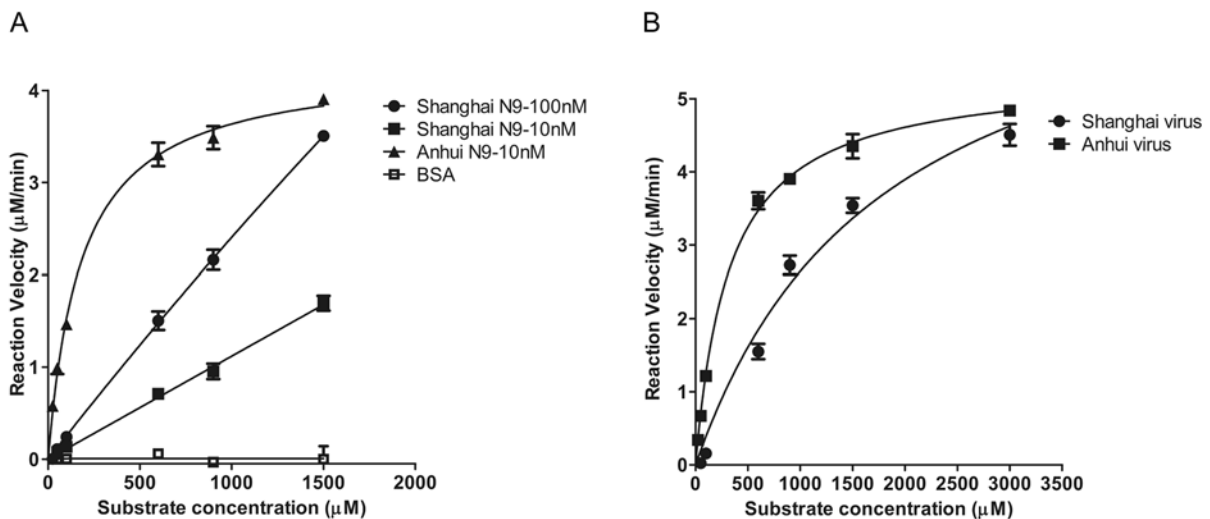 A
Reaction Velocity (μM/min)
4
3
2
1
0
0
500
1000
1500
2000
Substrate concentration (μM)
Shanghai N9-100nM
Shanghai N9-10nM
Anhui N9-10nM
BSA
B
Reaction Velocity (μM/min)
5
4
3
2
1
0
0
500
1000
1500
2000
2500
3000
3500
Substrate concentration (μM)
Shanghai virus
Anhui virus